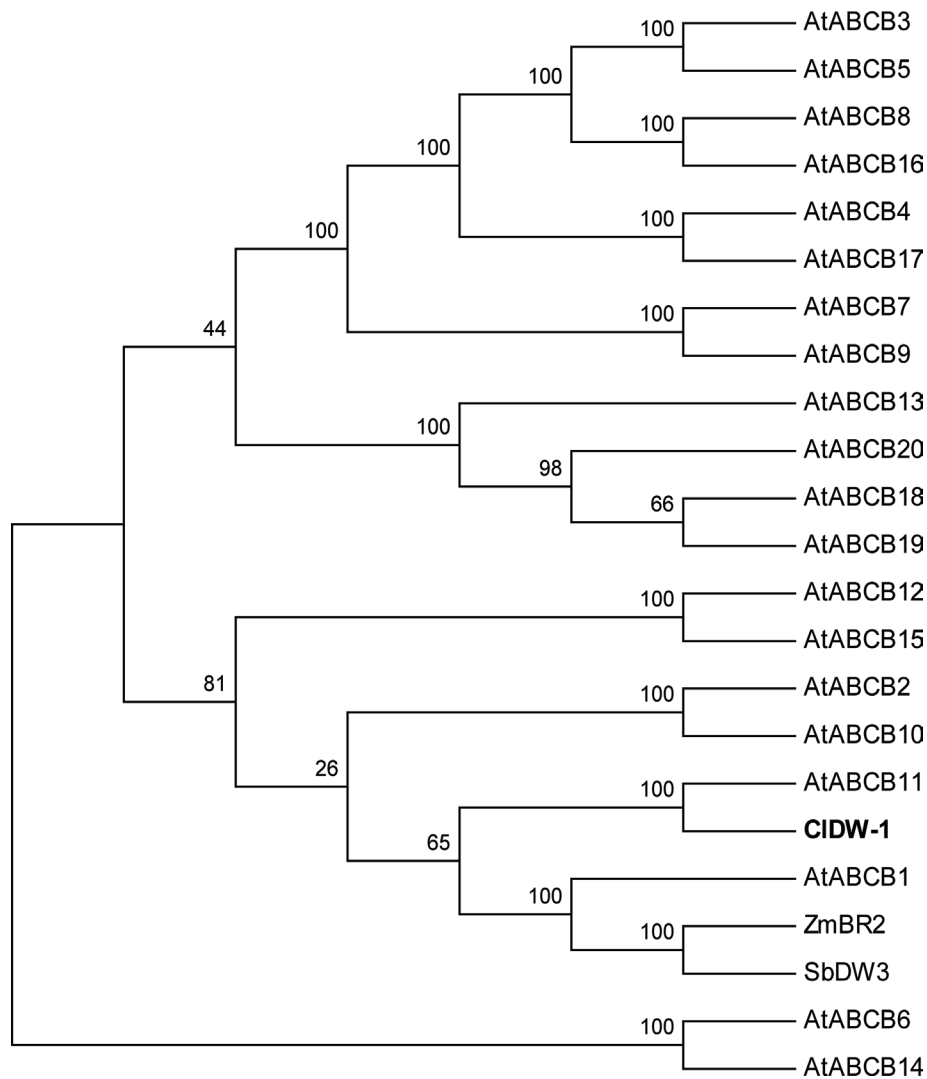 100 AtABCB3
AtABCB5
100
100 AtABCB8
AtABCB16
100
100 AtABCB4
AtABCB17
100
100 AtABCB7
AtABCB9
44
AtABCB13
100
AtABCB20
98
66 AtABCB18
AtABCB19
100 AtABCB12
AtABCB15
81
100 AtABCB2
AtABCB10
26
100 AtABCB11
ClDW-1
65
AtABCB1
100
100 ZmBR2
SbDW3
100 AtABCB6
AtABCB14